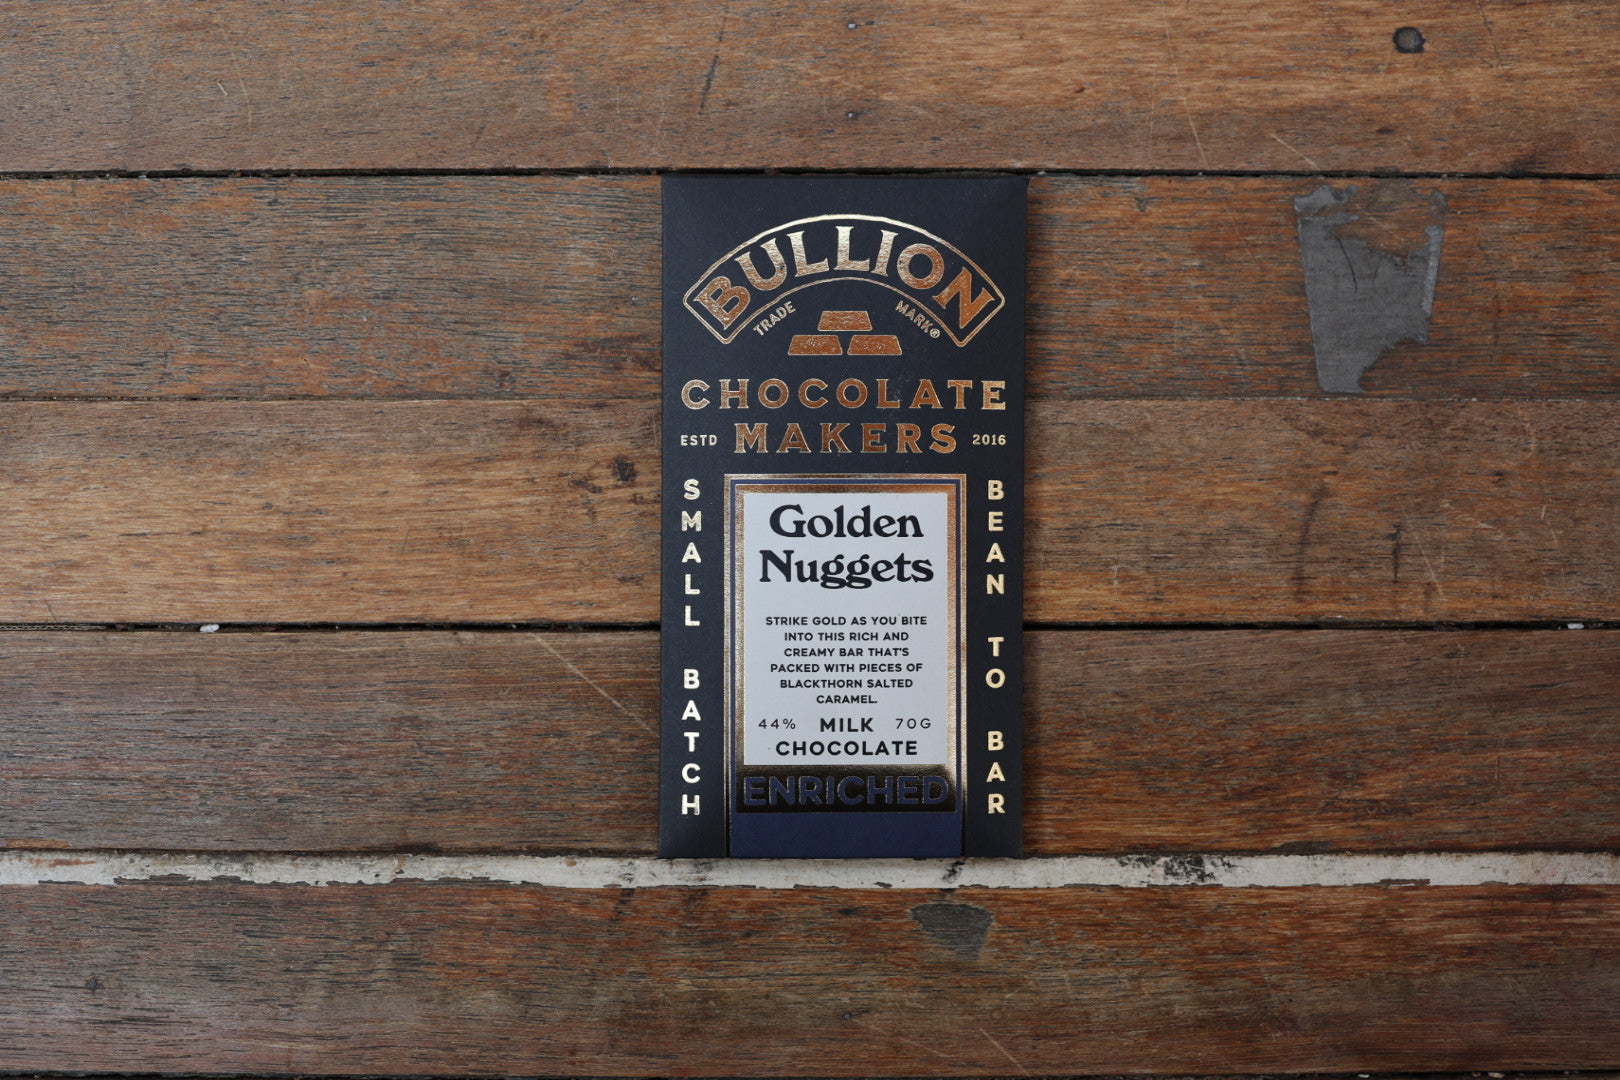 BULLION
TRADE MARK®
CHOCOLATE
ESTD MAKERS 2016
SMALL BATCH
BEAN TO BAR
Golden
Nuggets
STRIKE GOLD AS YOU BITE
INTO THIS RICH AND
CREAMY BAR THAT'S
PACKED WITH PIECES OF
BLACKTHORN SALTED
CARAMEL.
44% MILK 70G
CHOCOLATE
ENRICHED